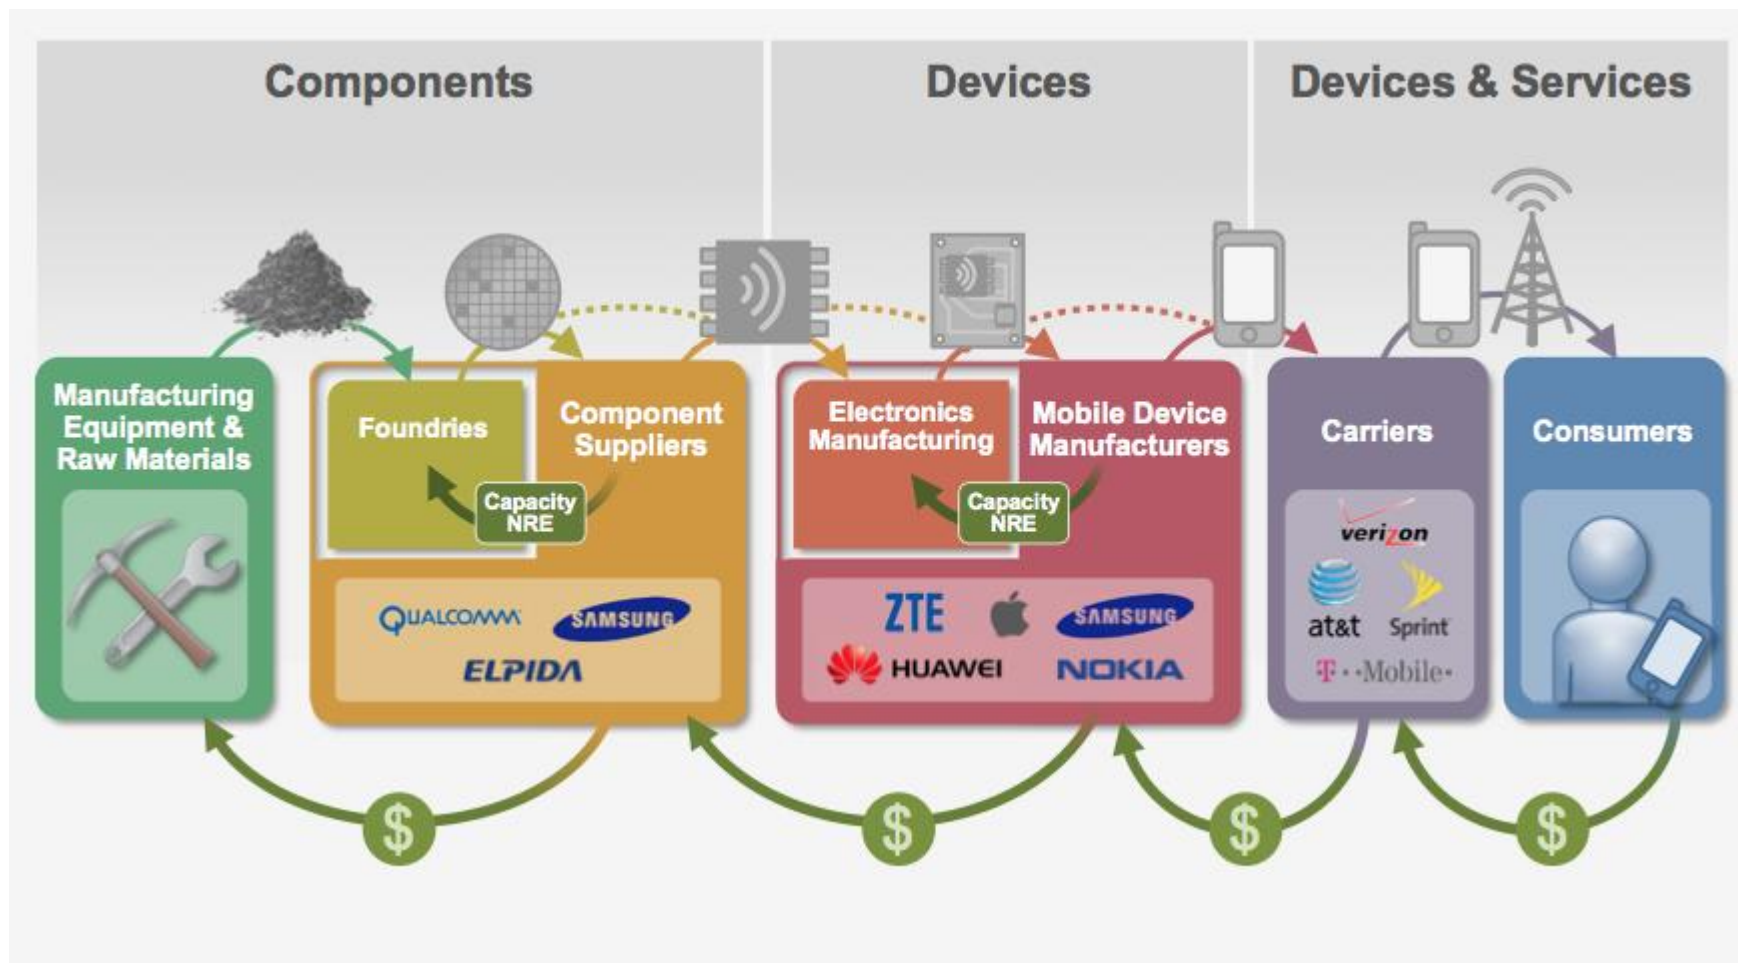 Components
Devices
Devices & Services
Manufacturing
Equipment &
Raw Materials
Foundries
Component
Suppliers
Capacity
NRE
QUALCOMM
SAMSUNG
ELPIDA
Electronics
Manufacturing
Mobile Device
Manufacturers
Capacity
NRE
ZTE
SAMSUNG
HUAWEI
NOKIA
Carriers
verizon
at&t
Sprint
T··Mobile·
Consumers
$
$
$
$